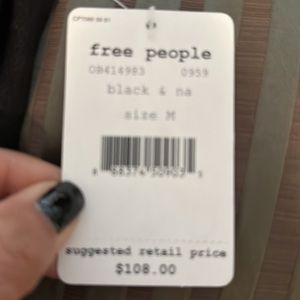 free people
OB414983 0959
black & na
size M
suggested retail price
$108.00